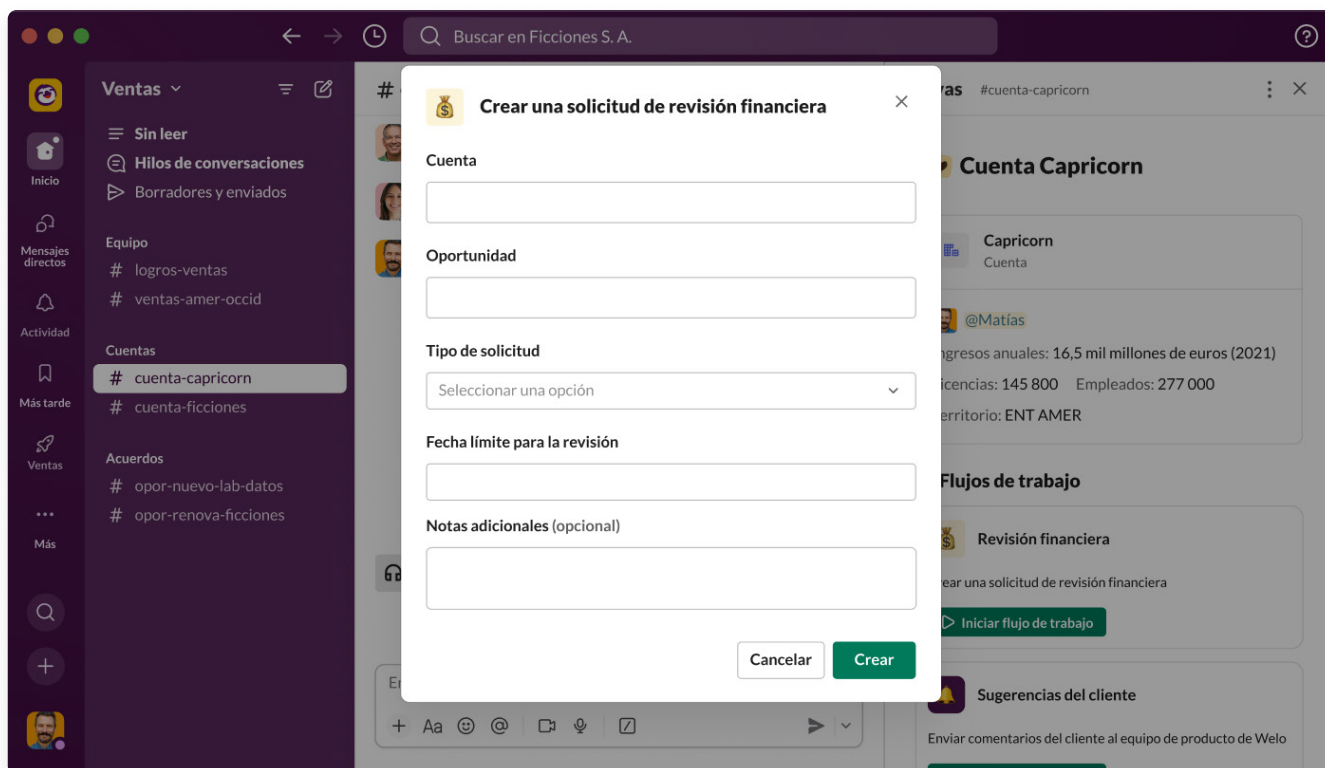 Buscar en Ficciones S. A.
Inicio
Mensajes
directos
Actividad
Más tarde
Ventas
Más
Ventas
Sin leer
Hilos de conversaciones
Borradores y enviados
Equipo
# logros-ventas
# ventas-amer-occid
Cuentas
# cuenta-capricorn
# cuenta-ficciones
Acuerdos
# opor-nuevo-lab-datos
# opor-renova-ficciones
#
Aa
Crear una solicitud de revisión financiera
Cuenta
Oportunidad
Tipo de solicitud
Seleccionar una opción
Fecha límite para la revisión
Notas adicionales (opcional)
Cancelar
Crear
#cuenta-capricorn
Cuenta Capricorn
Capricorn
Cuenta
@Matías
anuales: 16,5 mil millones de euros (2021)
145 800 Empleados: 277 000
ENT AMER
Flujos de trabajo
Revisión financiera
una solicitud de revisión financiera
Iniciar flujo de trabajo
Sugerencias del cliente
Enviar comentarios del cliente al equipo de producto de Welo